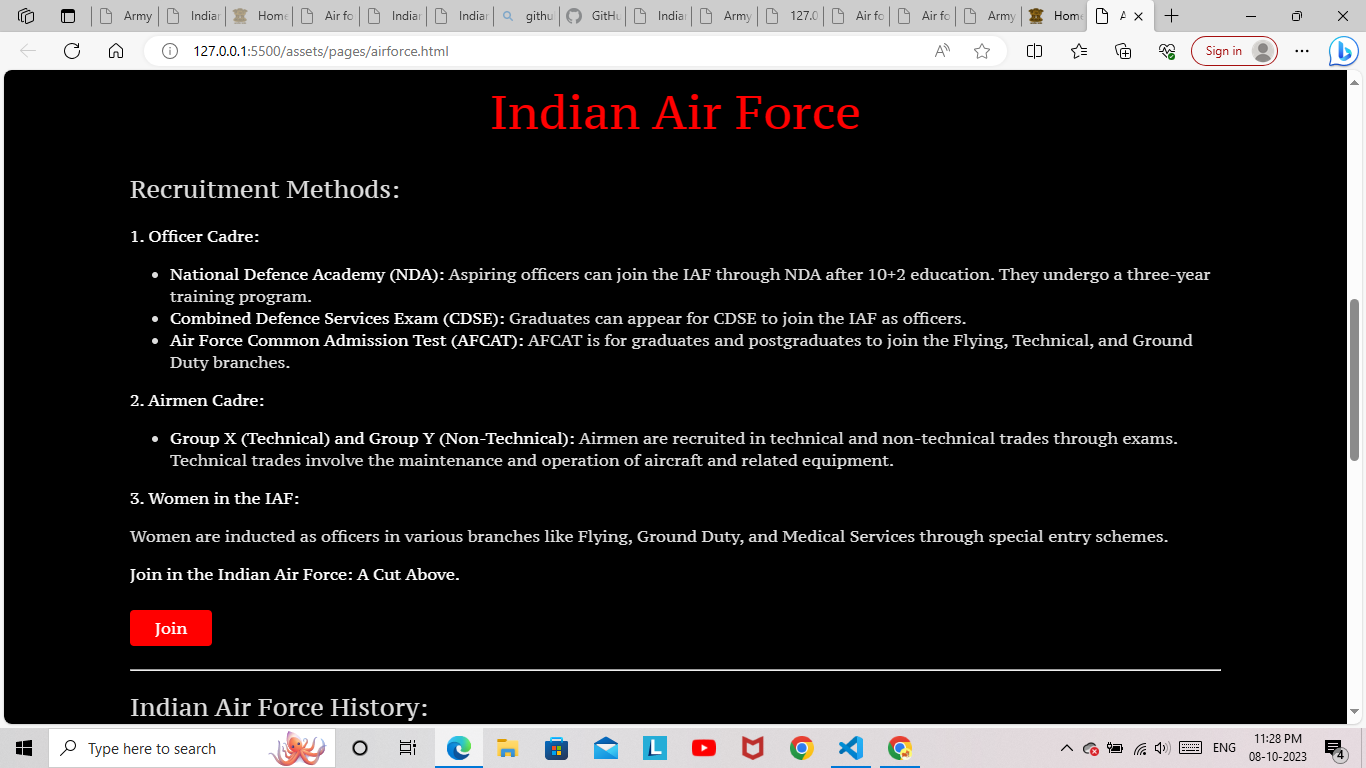 Army
Indian
Home
Air fo
Indian
Indian
githu
GitHu
Indian
Army
127.0
Air fo
Air fo
Army
Home
A
127.0.0.1:5500/assets/pages/airforce.html
Sign in
Indian Air Force
Recruitment Methods:
1. Officer Cadre:
• National Defence Academy (NDA): Aspiring officers can join the IAF through NDA after 10+2 education. They undergo a three-year
training program.
• Combined Defence Services Exam (CDSE): Graduates can appear for CDSE to join the IAF as officers.
• Air Force Common Admission Test (AFCAT): AFCAT is for graduates and postgraduates to join the Flying, Technical, and Ground
Duty branches.
2. Airmen Cadre:
• Group X (Technical) and Group Y (Non-Technical): Airmen are recruited in technical and non-technical trades through exams.
Technical trades involve the maintenance and operation of aircraft and related equipment.
3. Women in the IAF:
Women are inducted as officers in various branches like Flying, Ground Duty, and Medical Services through special entry schemes.
Join in the Indian Air Force: A Cut Above.
Join
Indian Air Force History:
Type here to search
L
ENG
11:28 PM
08-10-2023
4